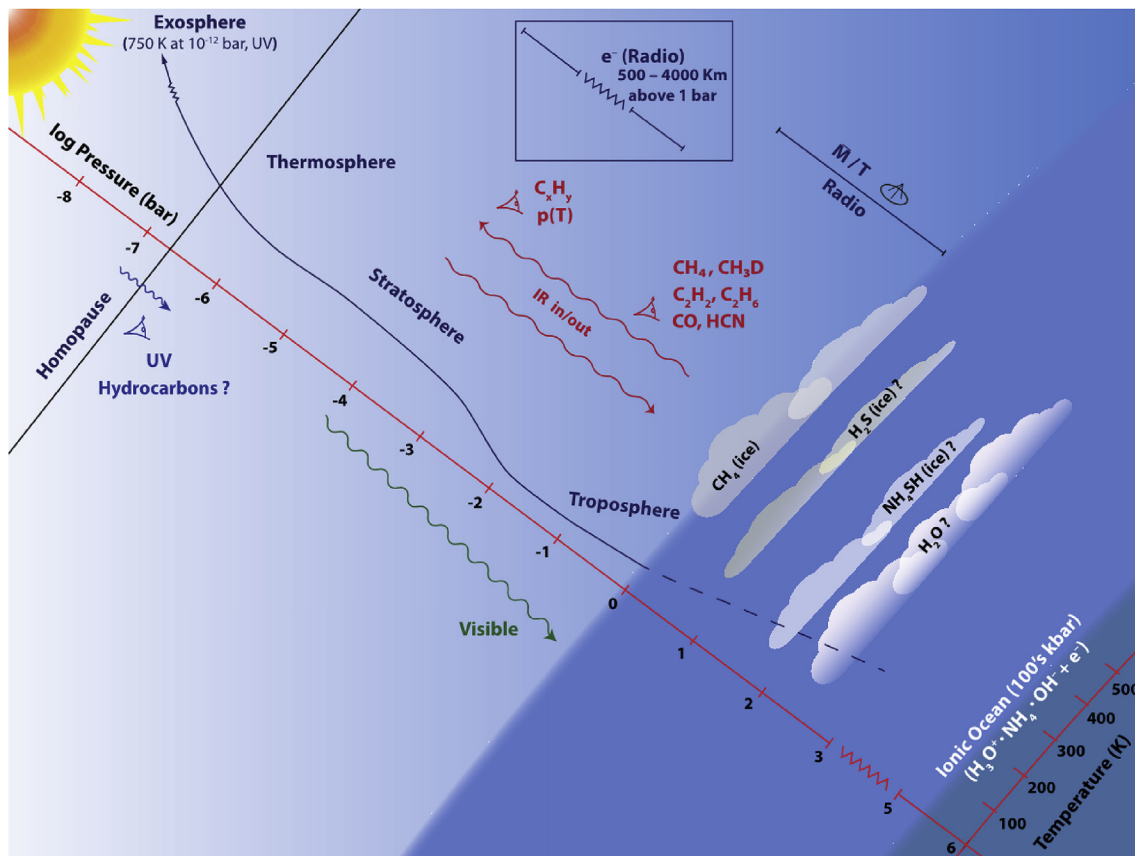 Exosphere
(750 K at 10⁻¹² bar, UV)
e⁻ (Radio)
500 – 4000 Km
above 1 bar
log Pressure (bar)
Thermosphere
M / T
Radio
CₓHᵧ
p(T)
-8
-7
-6
-5
-4
-3
-2
-1
0
1
2
3
5
6
Stratosphere
IR in/out
CH₄ , CH₃D
C₂H₂, C₂H₆
CO, HCN
Homopause
UV
Hydrocarbons ?
Troposphere
Visible
CH₄ (ice)
H₂S (ice) ?
NH₄SH (ice) ?
H₂O ?
Ionic Ocean (100's kbar)
(H₃O⁺· NH₄· OH⁻ + e⁻)
500
400
300
200
100
Temperature (K)